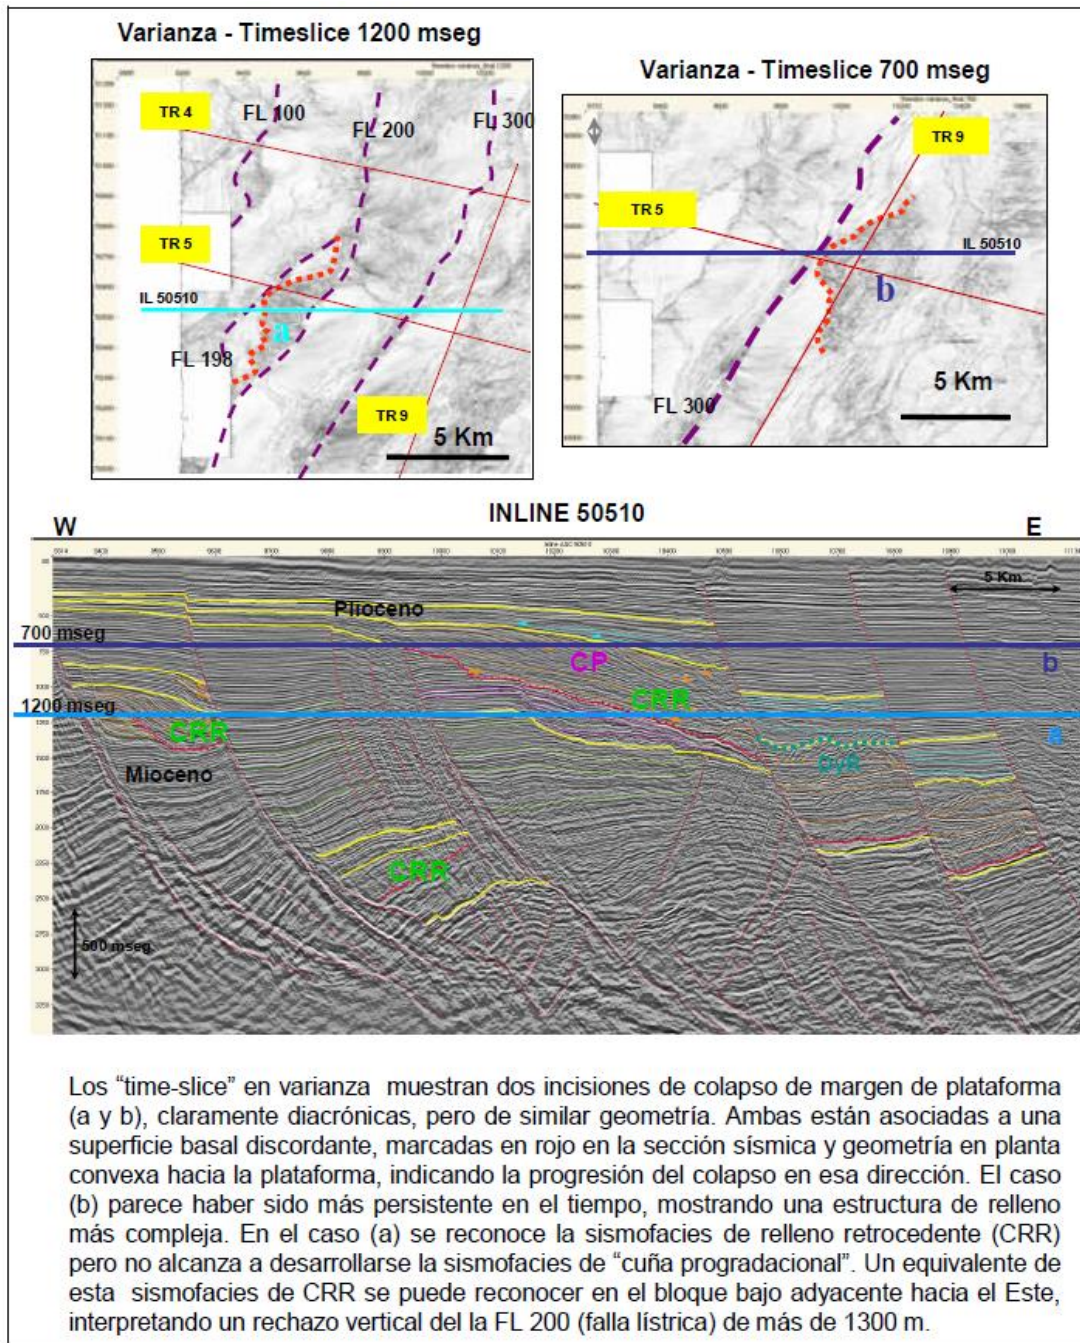 Varianza - Timeslice 1200 mseg
Varianza - Timeslice 700 mseg
TR 4
FL 100
FL 200
FL 300
TR 9
TR 5
TR 5
IL 50510
IL 50510
a
b
FL 198
TR 9
5 Km
FL 300
5 Km
INLINE 50510
W
E
5 Km
Plioceno
700 mseg
CP
b
CRR
1200 mseg
CRR
a
Mioceno
CRR
500 mseg
Los “time-slice” en varianza muestran dos incisiones de colapso de margen de plataforma
(a y b), claramente diacrónicas, pero de similar geometría. Ambas están asociadas a una
superficie basal discordante, marcadas en rojo en la sección sísmica y geometría en planta
convexa hacia la plataforma, indicando la progresión del colapso en esa dirección. El caso
(b) parece haber sido más persistente en el tiempo, mostrando una estructura de relleno
más compleja. En el caso (a) se reconoce la sismofacies de relleno retrocedente (CRR)
pero no alcanza a desarrollarse la sismofacies de “cuña progradacional”. Un equivalente de
esta sismofacies de CRR se puede reconocer en el bloque bajo adyacente hacia el Este,
interpretando un rechazo vertical del la FL 200 (falla lístrica) de más de 1300 m.